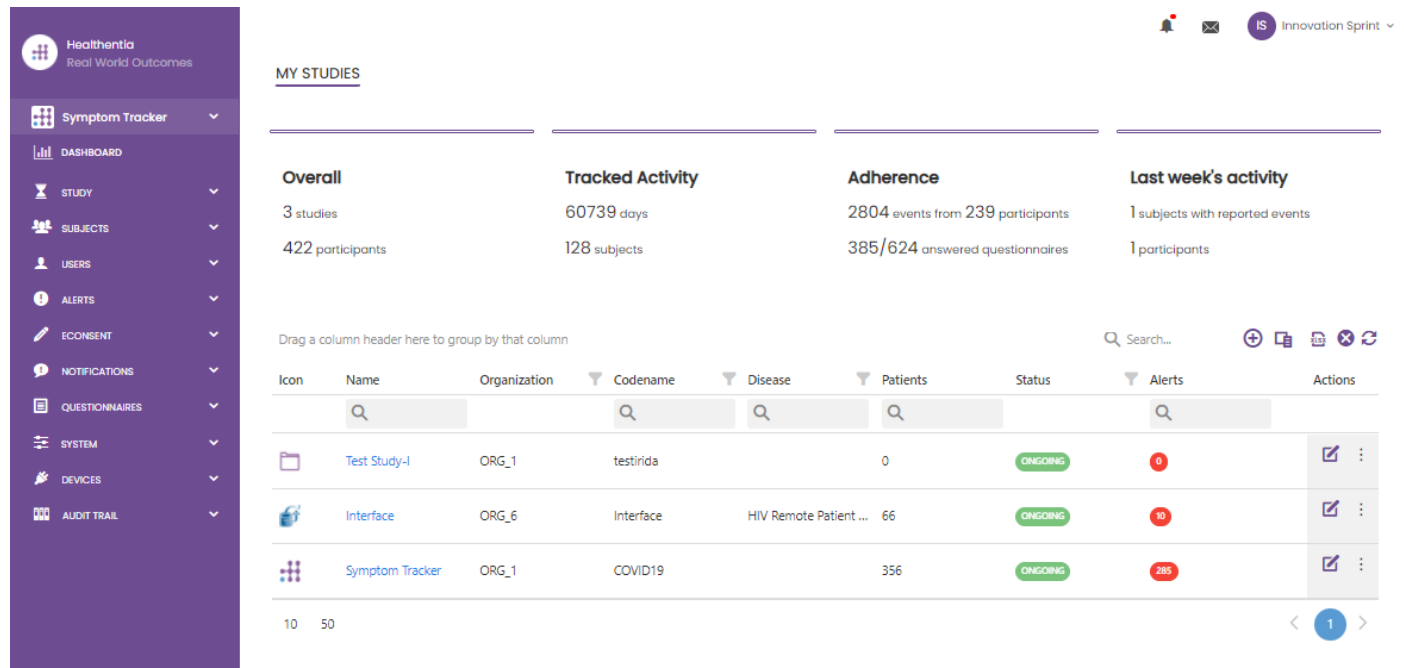 Healthentia
Real World Outcomes
IS Innovation Sprint
MY STUDIES
Symptom Tracker
DASHBOARD
STUDY
SUBJECTS
USERS
ALERTS
ECONSENT
NOTIFICATIONS
QUESTIONNAIRES
SYSTEM
DEVICES
AUDIT TRAIL
Overall
3 studies
422 participants
Tracked Activity
60739 days
128 subjects
Adherence
2804 events from 239 participants
385/624 answered questionnaires
Last week's activity
1 subjects with reported events
1 participants
Drag a column header here to group by that column
Search...
XLSX
Icon Name Organization Codename Disease Patients Status Alerts Actions
Test Study-I ORG_1 testirida 0 ONGOING 0
Interface ORG_6 Interface HIV Remote Patient ... 66 ONGOING 10
Symptom Tracker ORG_1 COVID19 356 ONGOING 285
10 50
1